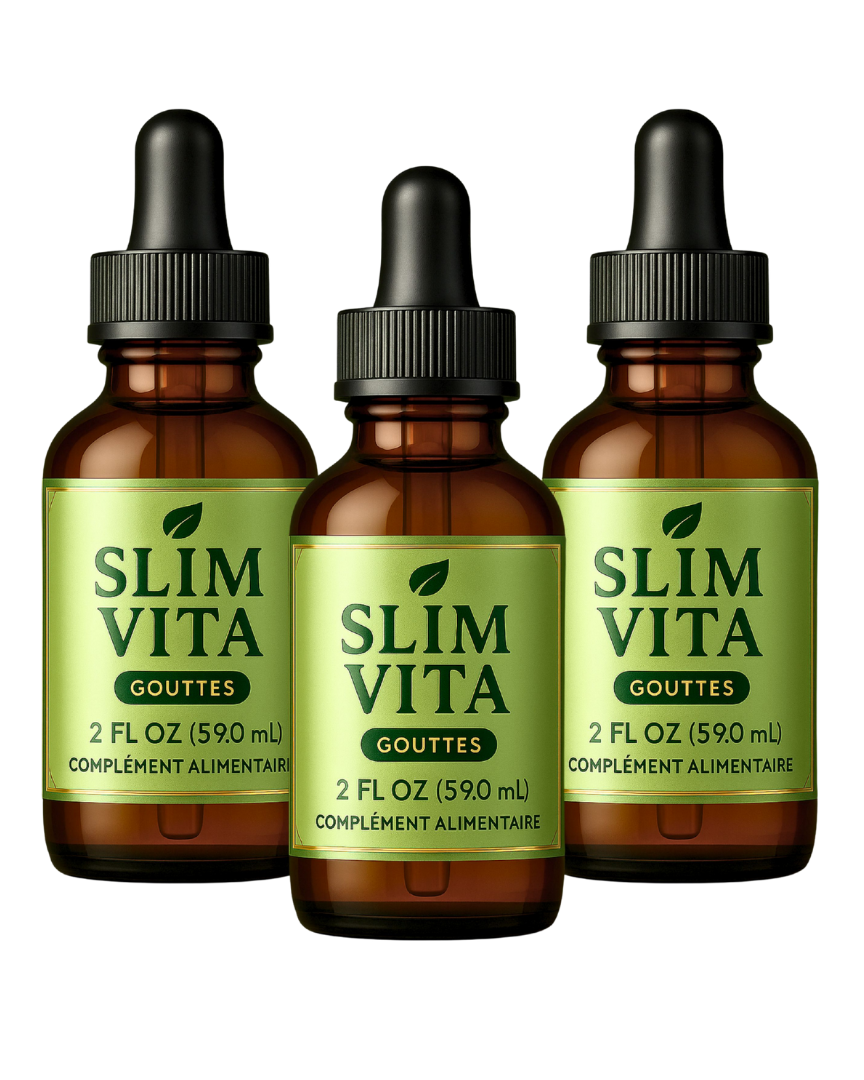 SLIM
VITA
GOUTTES
2 FL OZ (59.0 mL)
COMPLÉMENT ALIMENTAIR
SLIM
VITA
GOUTTES
2 FL OZ (59.0 mL)
COMPLÉMENT ALIMENTAIRE
SLIM
VITA
GOUTTES
2 FL OZ (59.0 mL)
COMPLÉMENT ALIMENTAIRE